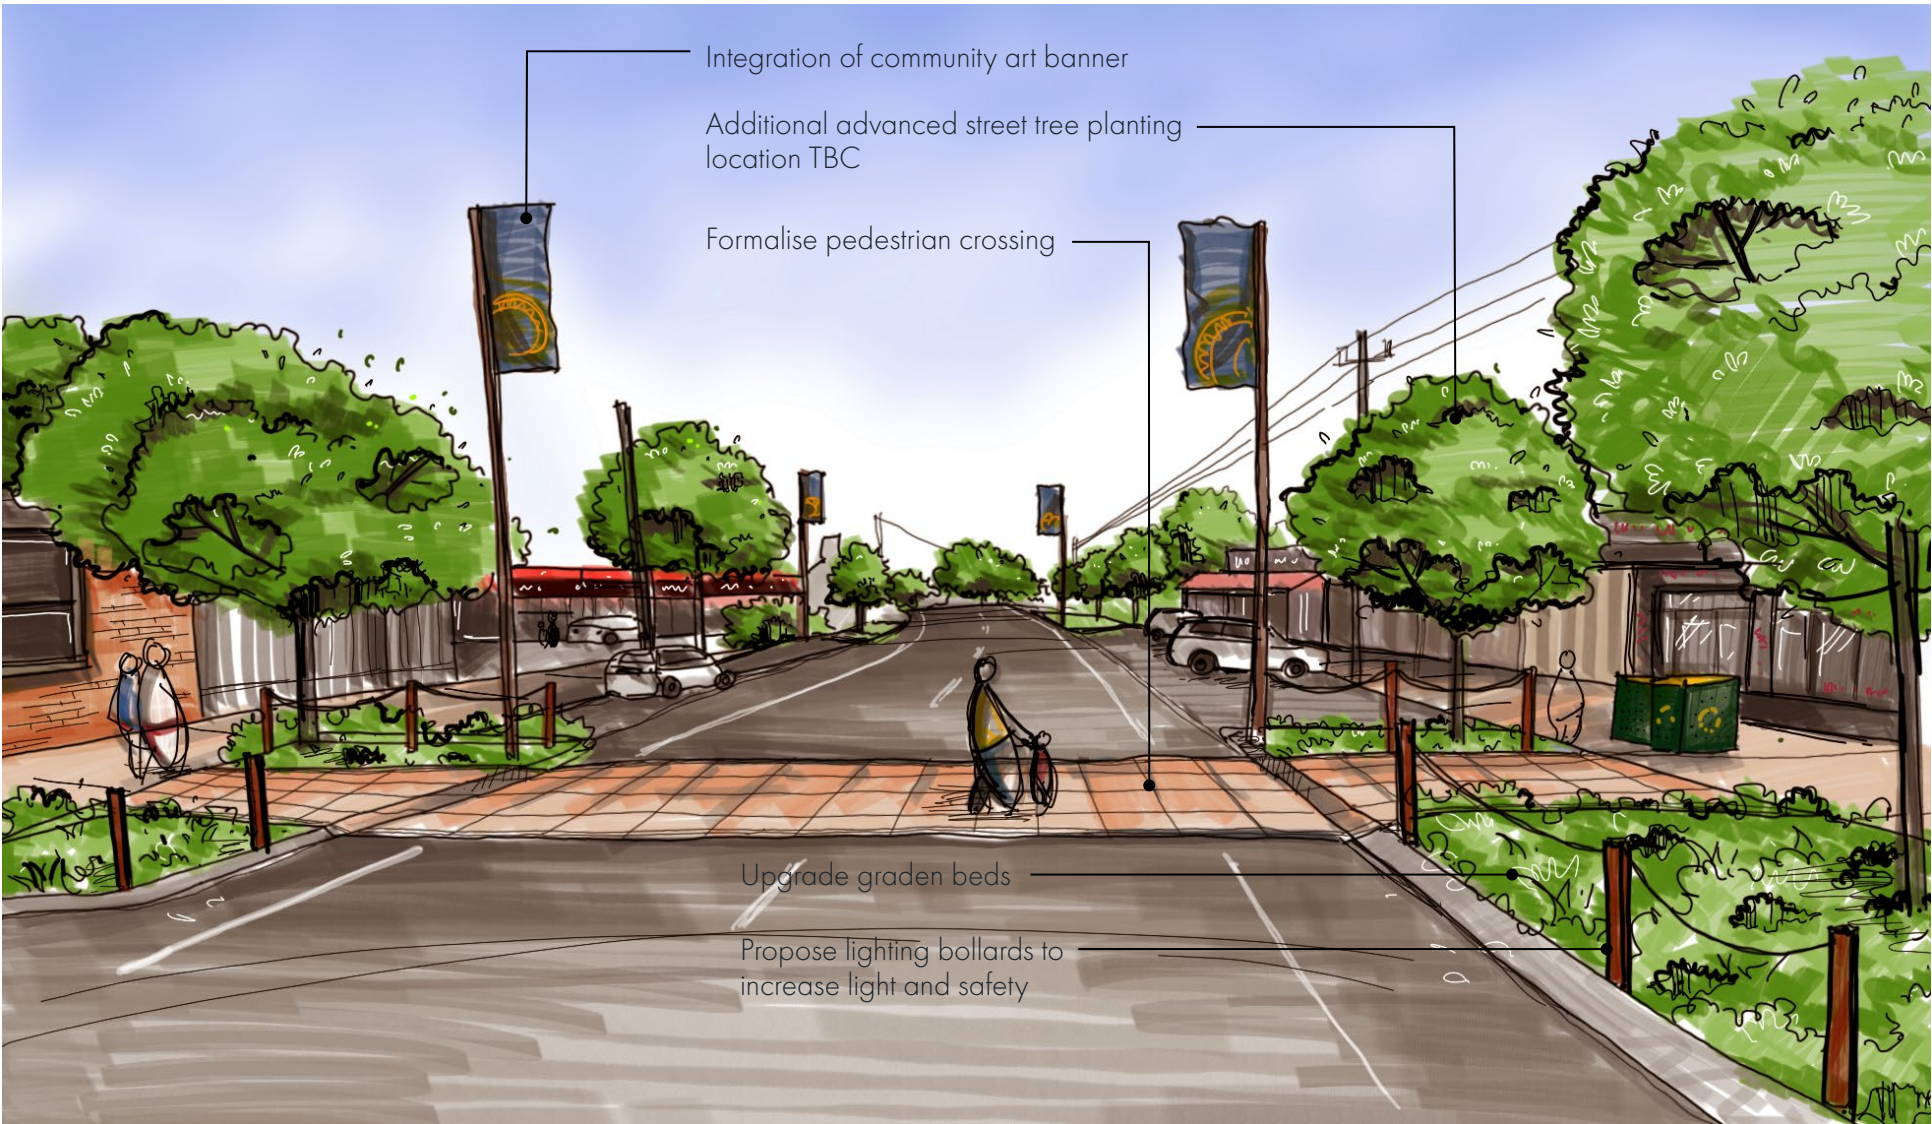 Integration of community art banner
Additional advanced street tree planting
location TBC
Formalise pedestrian crossing
Upgrade graden beds
Propose lighting bollards to
increase light and safety